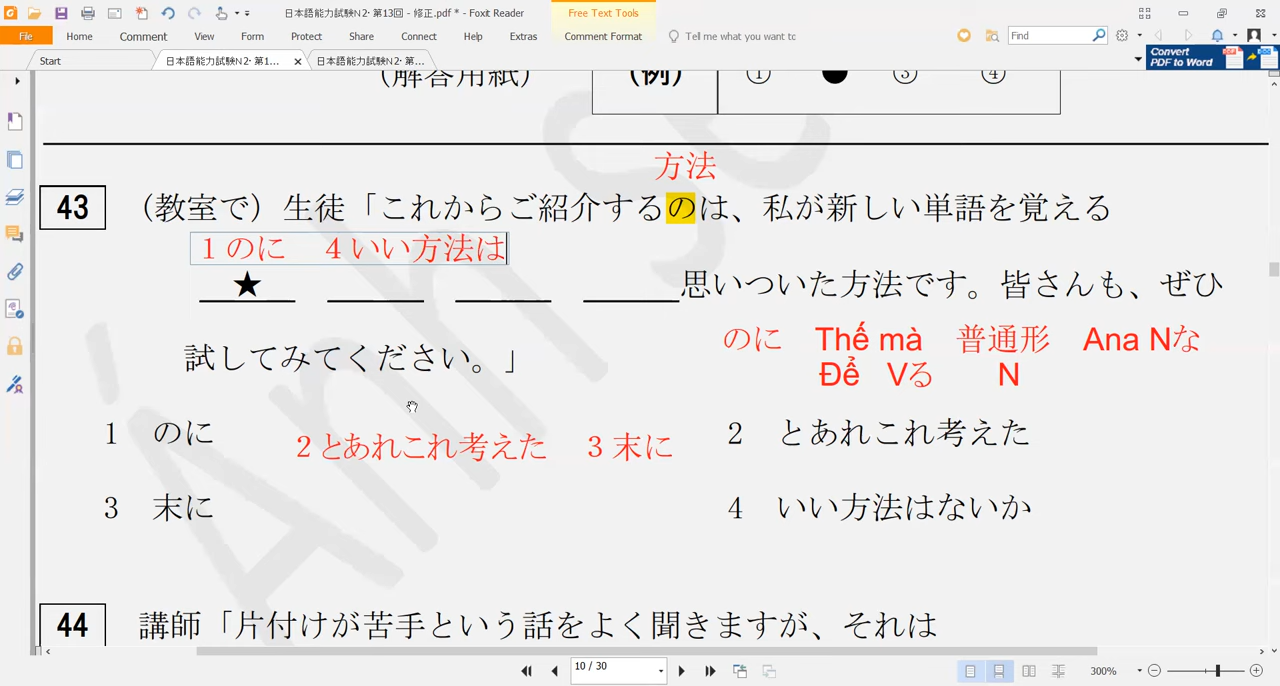 日本語能力試験N2- 第13回 - 修正.pdf * - Foxit Reader
Free Text Tools
File Home Comment View Form Protect Share Connect Help Extras Comment Format Tell me what you want tc Find
Start 日本語能力試験N2- 第1... 日本語能力試験N2- 第...
Convert
PDF to Word
（解答用紙） （例） ① ③ ④
方法
43 （教室で）生徒「これからご紹介するのは、私が新しい単語を覚える
1 のに 4 いい方法は
★ 思いついた方法です。皆さんも、ぜひ
のに Thế mà 普通形 Ana Nな
試してみてください。」
Để Vる N
1 のに
2 とあれこれ考えた 3 末に
2 とあれこれ考えた
3 末に 4 いい方法はないか
Ánh se
44 講師「片付けが苦手という話をよく聞きますが、それは
10 / 30 300%